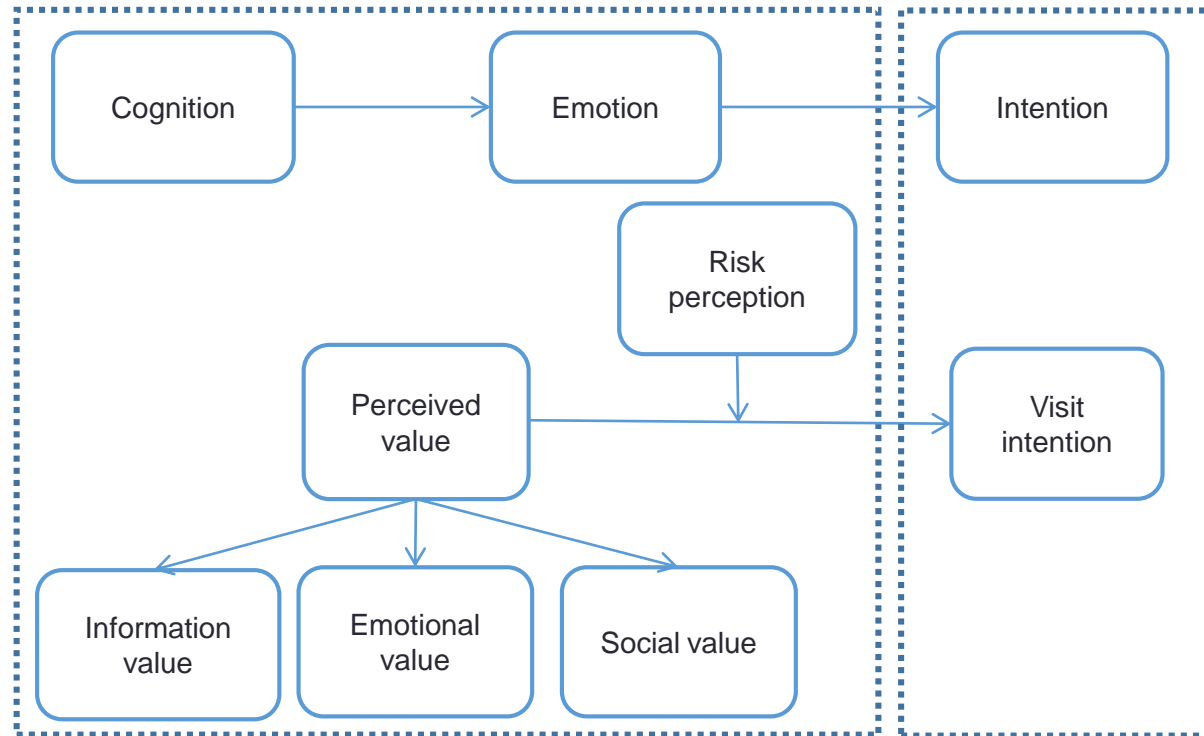 Cognition
Emotion
Intention
Risk
perception
Perceived
value
Visit
intention
Information
value
Emotional
value
Social value